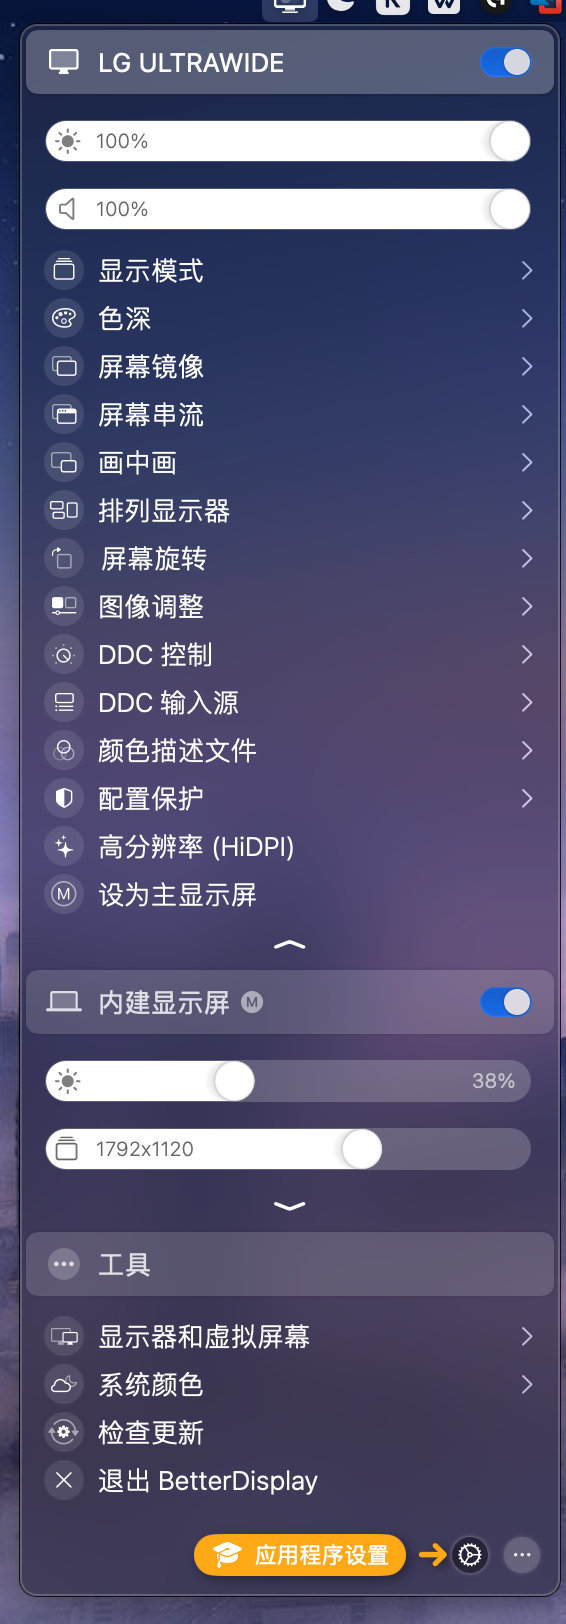 LG ULTRAWIDE
100%
100%
显示模式
色深
屏幕镜像
屏幕串流
画中画
排列显示器
屏幕旋转
图像调整
DDC 控制
DDC 输入源
颜色描述文件
配置保护
高分辨率 (HiDPI)
M 设为主显示屏
内建显示屏 M
38%
1792x1120
工具
显示器和虚拟屏幕
系统颜色
检查更新
退出 BetterDisplay
应用程序设置